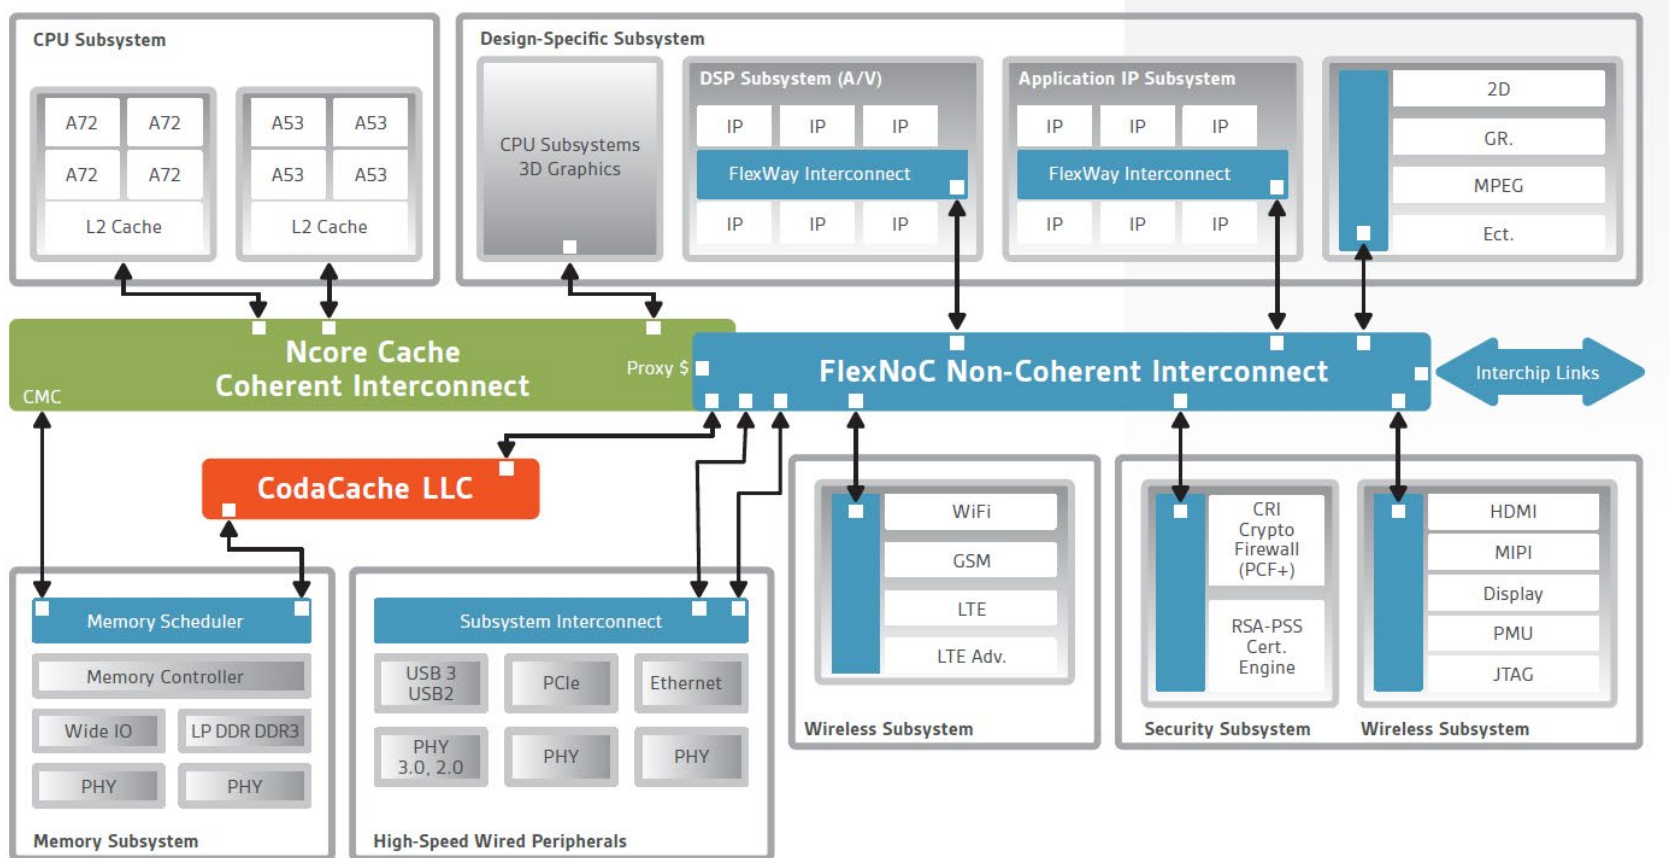 CPU Subsystem
A72
A72
A72
A72
L2 Cache
A53
A53
A53
A53
L2 Cache
Design-Specific Subsystem
CPU Subsystems
3D Graphics
DSP Subsystem (A/V)
IP
IP
IP
FlexWay Interconnect
IP
IP
IP
Application IP Subsystem
IP
IP
IP
FlexWay Interconnect
IP
IP
IP
2D
GR.
MPEG
Ect.
Ncore Cache
Coherent Interconnect
CMC
Proxy $
FlexNoC Non-Coherent Interconnect
Interchip Links
CodaCache LLC
Memory Scheduler
Memory Controller
Wide IO
LP DDR DDR3
PHY
PHY
Memory Subsystem
Subsystem Interconnect
USB 3
USB2
PCIe
Ethernet
PHY
3.0, 2.0
PHY
PHY
High-Speed Wired Peripherals
WiFi
GSM
LTE
LTE Adv.
Wireless Subsystem
CRI
Crypto
Firewall
(PCF+)
RSA-PSS
Cert.
Engine
Security Subsystem
HDMI
MIPI
Display
PMU
JTAG
Wireless Subsystem